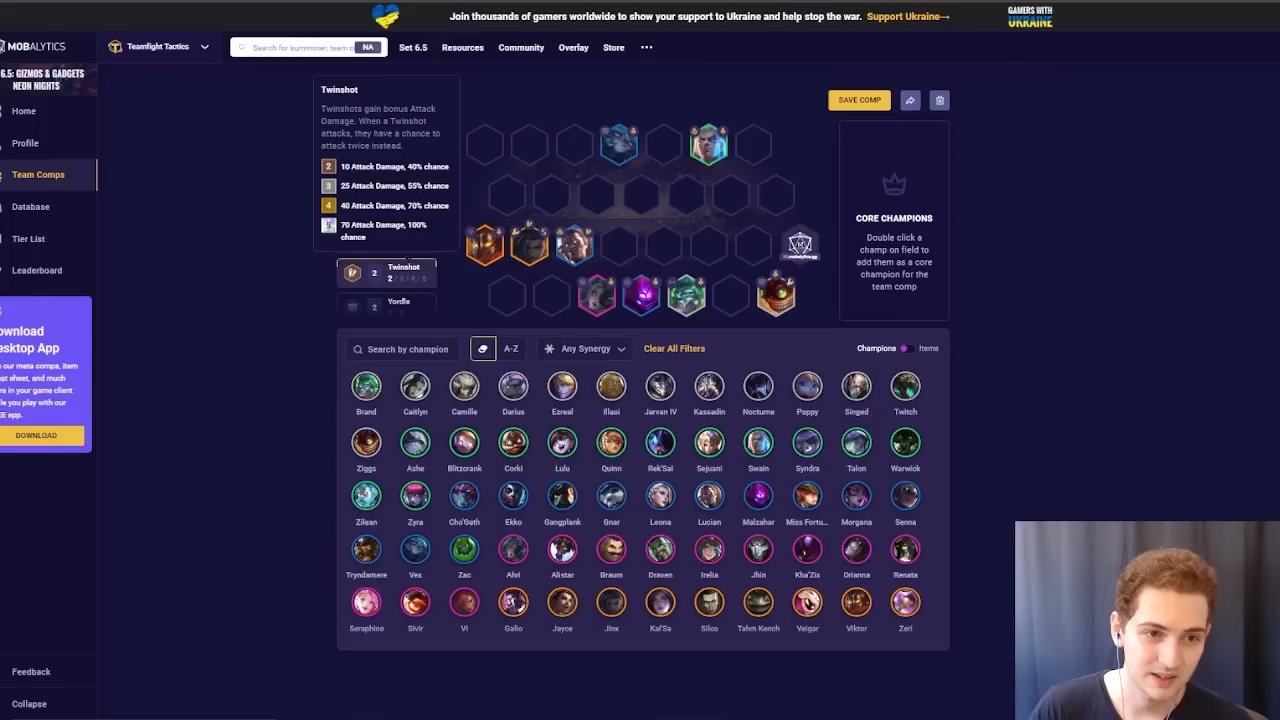 Join thousands of gamers worldwide to show your support to Ukraine and help stop the war. Support Ukraine→
GAMERS WITH
UKRAINE
MOBALYTICS
Teamfight Tactics
NA
Set 6.5
Resources
Community
Overlay
Store
6.5: GIZMOS & GADGETS
NEON NIGHTS
Home
Profile
Team Comps
Database
Tier List
Leaderboard
ownload
esktop App
DOWNLOAD
Feedback
Collapse
Twinshot
Twinshots gain bonus Attack
Damage. When a Twinshot
attacks, they have a chance to
attack twice instead.
2 10 Attack Damage, 40% chance
3 25 Attack Damage, 55% chance
4 40 Attack Damage, 70% chance
5 70 Attack Damage, 100%
chance
2 Twinshot
2 / 3 / 4 / 5
2 Yordle
SAVE COMP
CORE CHAMPIONS
Double click a
champ on field to
add them as a core
champion for the
team comp
Search by champion
A-Z
Any Synergy
Clear All Filters
Champions
Items
Brand Caitlyn Camille Darius Ezreal Illaoi Jarvan IV Kassadin Nocturne Poppy Singed Twitch
Ziggs Ashe Blitzcrank Corki Lulu Quinn Rek'Sai Sejuani Swain Syndra Talon Warwick
Zilean Zyra Cho'Gath Ekko Gangplank Gnar Leona Lucian Malzahar Miss Fortu... Morgana Senna
Tryndamere Vex Zac Ahri Alistar Braum Draven Irelia Jhin Kha'Zix Orianna Renata
Seraphine Sivir Vi Galio Jayce Jinx Kai'Sa Silco Tahm Kench Veigar Viktor Zeri